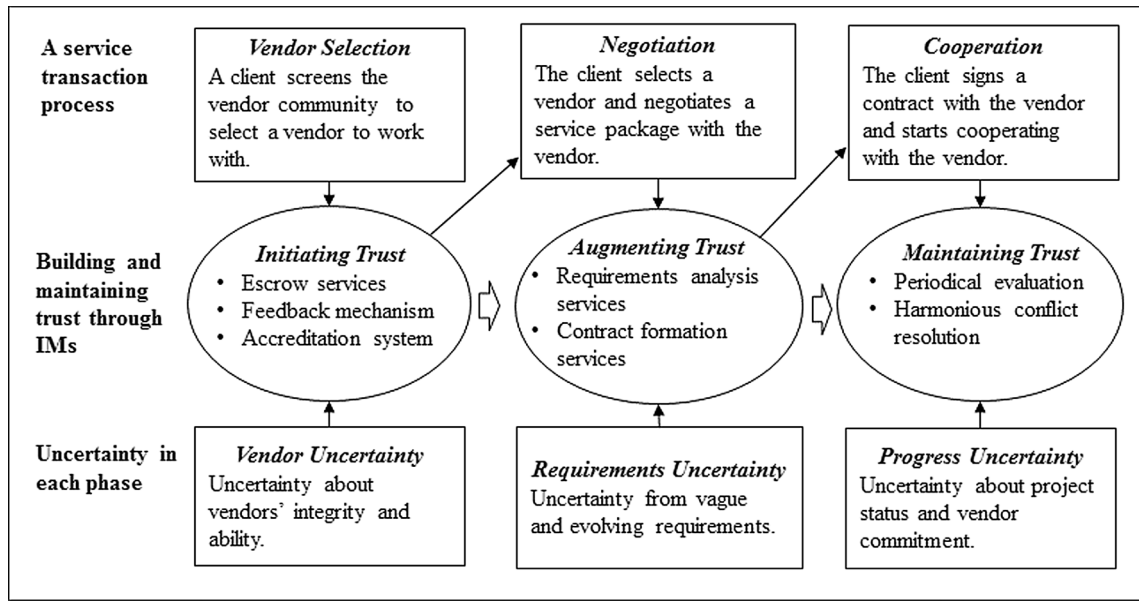 A service
transaction
process
Vendor Selection
A client screens the
vendor community to
select a vendor to work
with.
Negotiation
The client selects a
vendor and negotiates a
service package with the
vendor.
Cooperation
The client signs a
contract with the vendor
and starts cooperating
with the vendor.
Building and
maintaining
trust through
IMs
Initiating Trust
• Escrow services
• Feedback mechanism
• Accreditation system
Augmenting Trust
• Requirements analysis
services
• Contract formation
services
Maintaining Trust
• Periodical evaluation
• Harmonious conflict
resolution
Uncertainty in
each phase
Vendor Uncertainty
Uncertainty about
vendors’ integrity and
ability.
Requirements Uncertainty
Uncertainty from vague
and evolving requirements.
Progress Uncertainty
Uncertainty about project
status and vendor
commitment.